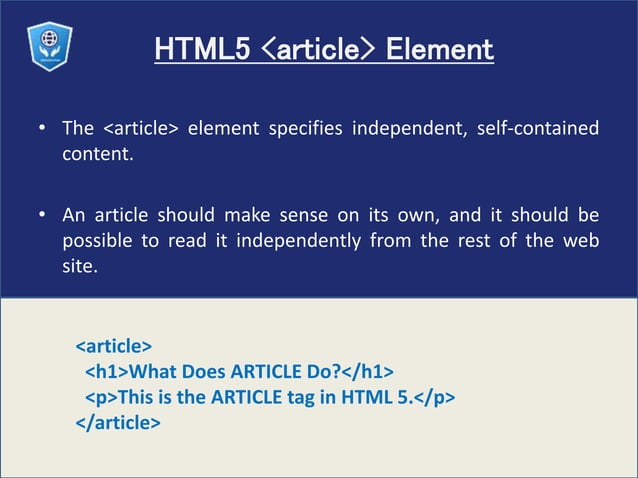 HTML5 <article> Element
• The <article> element specifies independent, self-contained
content.
• An article should make sense on its own, and it should be
possible to read it independently from the rest of the web
site.
<article>
<h1>What Does ARTICLE Do?</h1>
<p>This is the ARTICLE tag in HTML 5.</p>
</article>